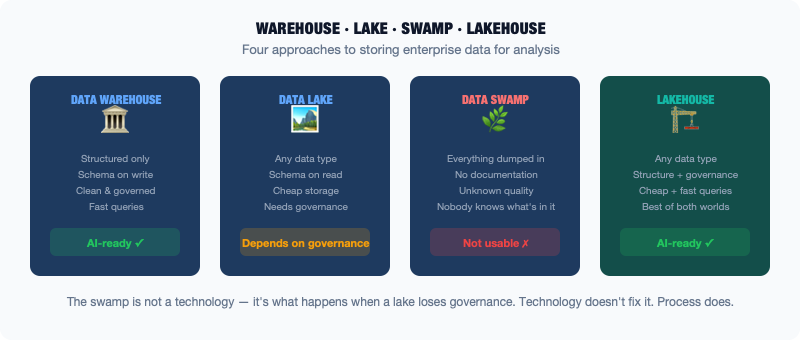 WAREHOUSE · LAKE · SWAMP · LAKEHOUSE
Four approaches to storing enterprise data for analysis
DATA WAREHOUSE
Structured only
Schema on write
Clean & governed
Fast queries
AI-ready ✓
DATA LAKE
Any data type
Schema on read
Cheap storage
Needs governance
Depends on governance
DATA SWAMP
Everything dumped in
No documentation
Unknown quality
Nobody knows what's in it
Not usable ✗
LAKEHOUSE
Any data type
Structure + governance
Cheap + fast queries
Best of both worlds
AI-ready ✓
The swamp is not a technology — it's what happens when a lake loses governance. Technology doesn't fix it. Process does.